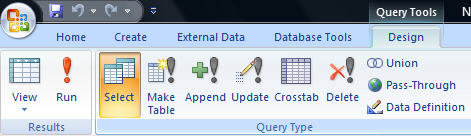 Query Tools N
Home Create External Data Database Tools Design
View Run Select Make Table Append Update Crosstab Delete
Union
Pass-Through
Data Definition
Results Query Type